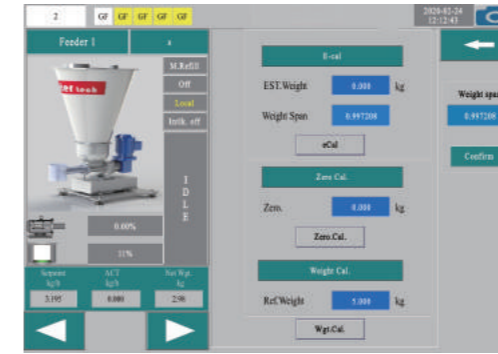 2
GF GF GF GF GF
2020-02-24
12:12:43
Feeder 1
M.Refill
Off
Local
Intlk. off
I
D
L
E
0.00%
11%
Setpoint
kg/h
ACT
kg/h
Net Wgt.
kg
3.195
0.000
2.98
E-cal
EST.Weight 0.000 kg
Weight Span 0.997208
eCal
Zero Cal.
Zero. 0.000 kg
Zero.Cal.
Weight Cal.
Ref.Weight 5.000 kg
Wgt.Cal.
Weight span
0.997208
Confirm